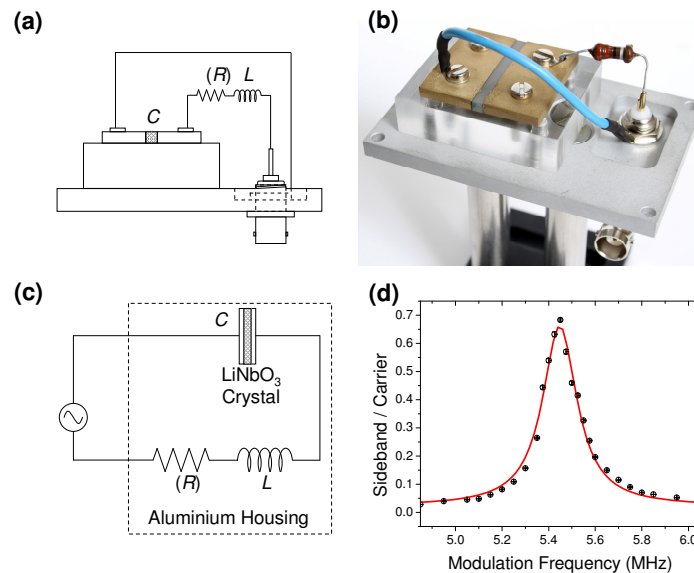 (a)
(R) L
C
(b)
(c)
C
LiNbO₃
Crystal
(R)
L
Aluminium Housing
(d)
Sideband / Carrier
0.7
0.6
0.5
0.4
0.3
0.2
0.1
0.0
5.0 5.2 5.4 5.6 5.8 6.0
Modulation Frequency (MHz)